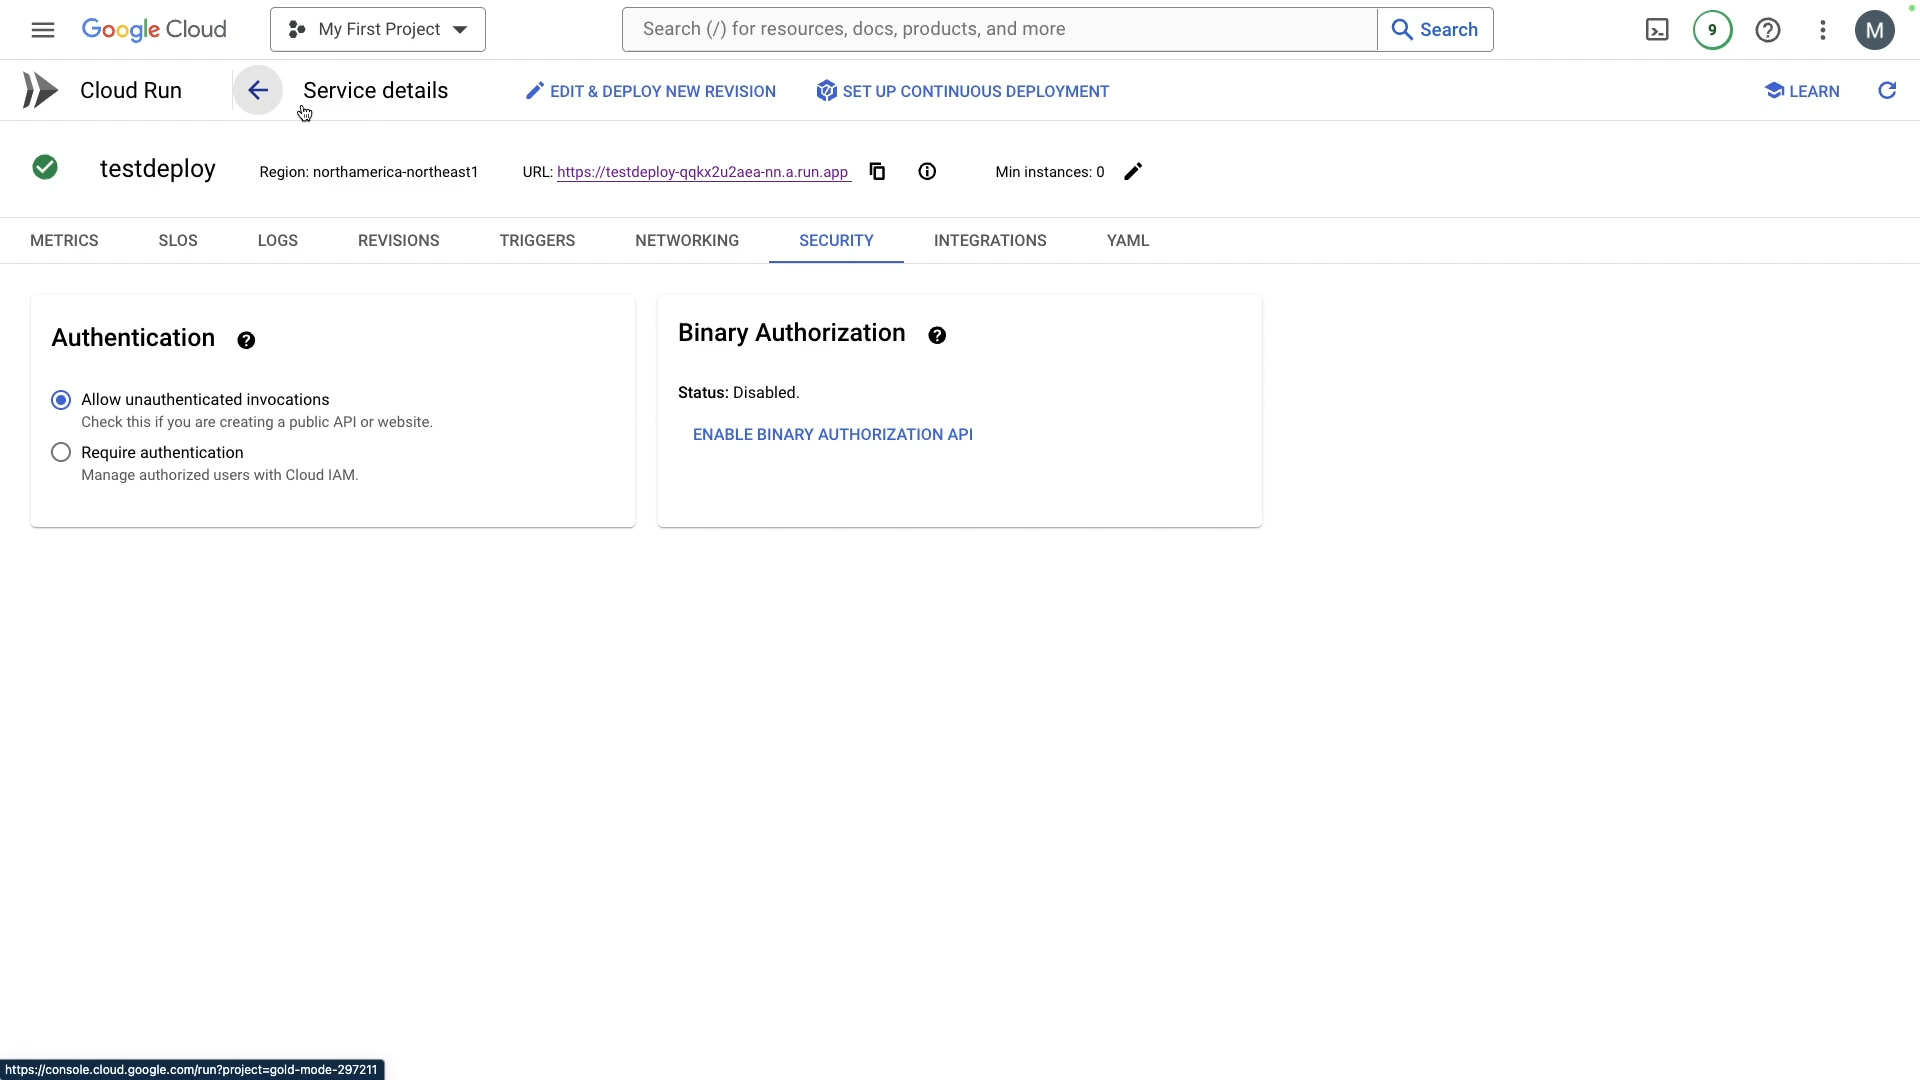 Google Cloud
My First Project
Search (/) for resources, docs, products, and more
Search
9
M
Cloud Run
Service details
EDIT & DEPLOY NEW REVISION
SET UP CONTINUOUS DEPLOYMENT
LEARN
testdeploy
Region: northamerica-northeast1
URL: https://testdeploy-qqkx2u2aea-nn.a.run.app
Min instances: 0
METRICS
SLOS
LOGS
REVISIONS
TRIGGERS
NETWORKING
SECURITY
INTEGRATIONS
YAML
Authentication
Allow unauthenticated invocations
Check this if you are creating a public API or website.
Require authentication
Manage authorized users with Cloud IAM.
Binary Authorization
Status: Disabled.
ENABLE BINARY AUTHORIZATION API
https://console.cloud.google.com/run?project=gold-mode-297211